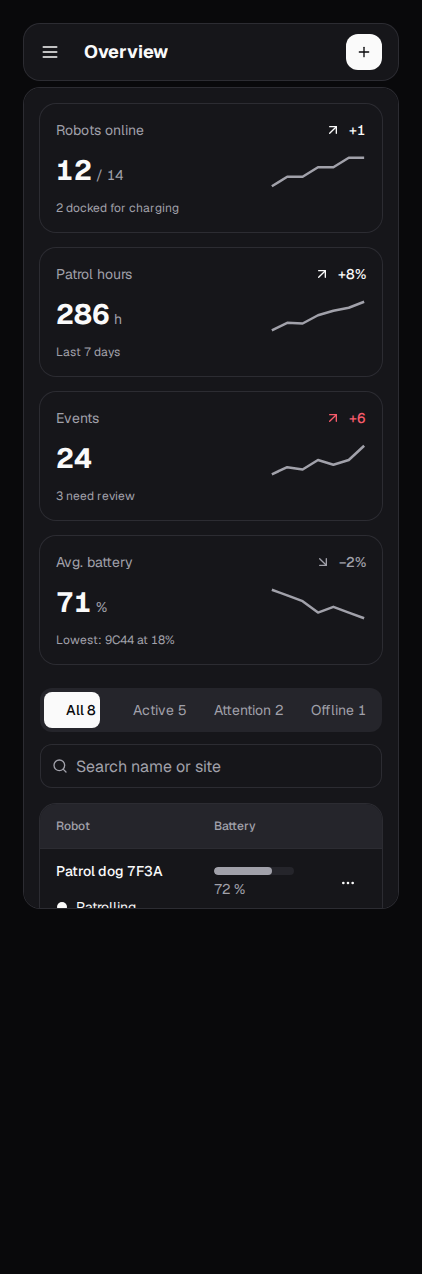 Overview
Robots online
+1
12 / 14
2 docked for charging
Patrol hours
+8%
286 h
Last 7 days
Events
+6
24
3 need review
Avg. battery
−2%
71 %
Lowest: 9C44 at 18%
All 8 Active 5 Attention 2 Offline 1
Search name or site
Robot Battery
Patrol dog 7F3A
72 %
Patrolling